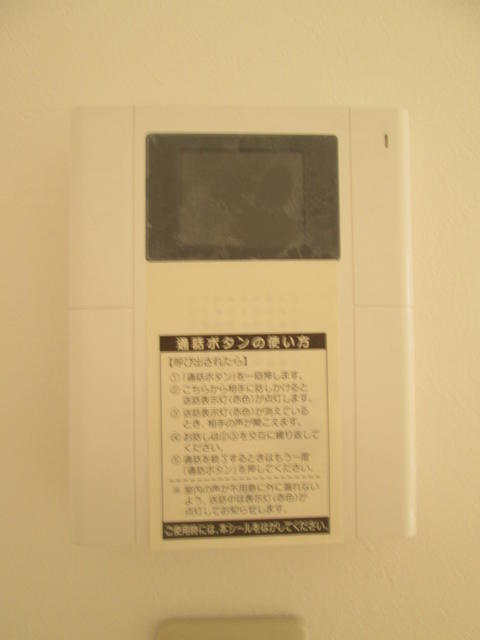 通話ボタンの使い方
【呼び出されたら】
①「通話ボタン」を一回押します。
②こちらから相手に話しかけると
送話表示灯(赤色)が点灯します。
③送話表示灯(赤色)が消えている
とき、相手の声が聞こえます。
④お話しは②③を交互に繰り返して
ください。
⑤通話を終了するときはもう一度
「通話ボタン」を押してください。
※室内の声が不用意に外に漏れない
よう、送話中は表示灯(赤色)が
点灯してお知らせします。
ご使用時には、本シールをはがしてください。